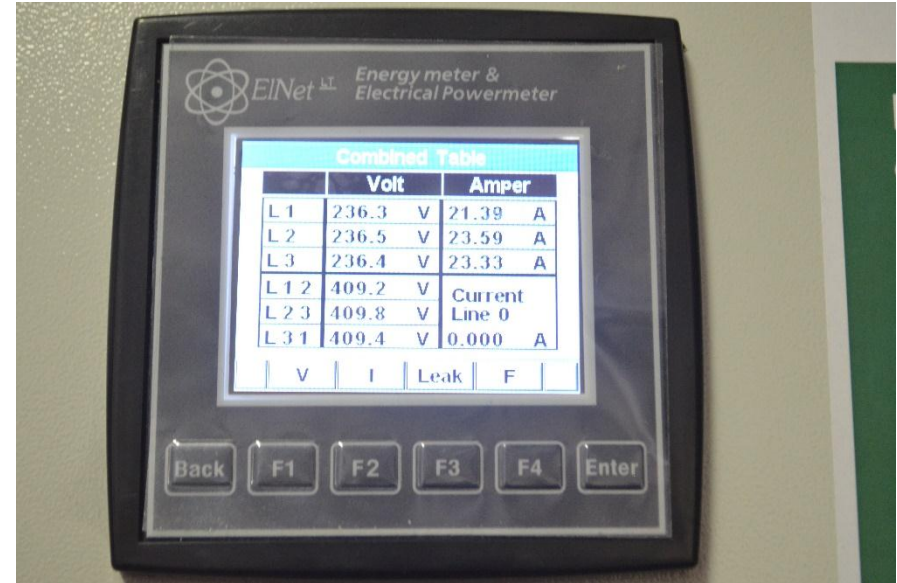 ElNet LT Energy meter &
Electrical Powermeter
Combined Table
Volt Amper
L1 236.3 V 21.39 A
L2 236.5 V 23.59 A
L3 236.4 V 23.33 A
L12 409.2 V Current
L23 409.8 V Line 0
L31 409.4 V 0.000 A
V I Leak F
Back F1 F2 F3 F4 Enter